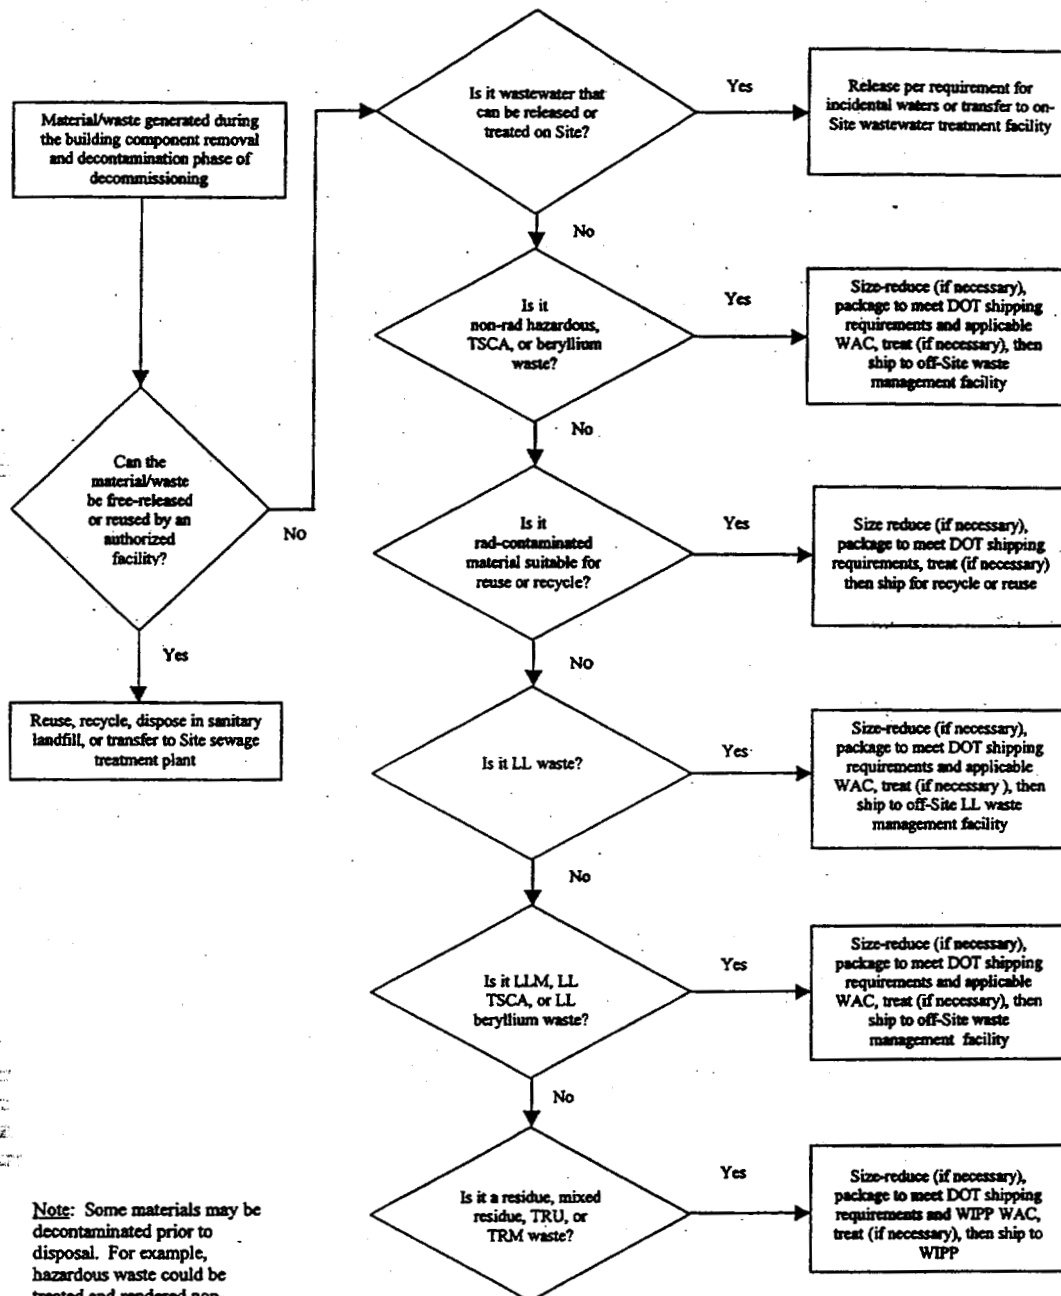 Material/waste generated during
the building component removal
and decontamination phase of
decommissioning
Can the
material/waste
be free-released
or reused by an
authorized
facility?
No
Yes
Reuse, recycle, dispose in sanitary
landfill, or transfer to Site sewage
treatment plant
Is it wastewater that
can be released or
treated on Site?
Yes
Release per requirement for
incidental waters or transfer to on-
Site wastewater treatment facility
No
Is it
non-rad hazardous,
TSCA, or beryllium
waste?
Yes
Size-reduce (if necessary),
package to meet DOT shipping
requirements and applicable
WAC, treat (if necessary), then
ship to off-Site waste
management facility
No
Is it
rad-contaminated
material suitable for
reuse or recycle?
Yes
Size reduce (if necessary),
package to meet DOT shipping
requirements, treat (if necessary)
then ship for recycle or reuse
No
Is it LL waste?
Yes
Size-reduce (if necessary),
package to meet DOT shipping
requirements and applicable
WAC, treat (if necessary ), then
ship to off-Site LL waste
management facility
No
Is it LLM, LL
TSCA, or LL
beryllium waste?
Yes
Size-reduce (if necessary),
package to meet DOT shipping
requirements and applicable
WAC, treat (if necessary), then
ship to off-Site waste
management facility
No
Is it a residue, mixed
residue, TRU, or
TRM waste?
Yes
Size-reduce (if necessary),
package to meet DOT shipping
requirements and WIPP WAC,
treat (if necessary), then ship to
WIPP
Note: Some materials may be
decontaminated prior to
disposal. For example,
hazardous waste could be
treated and rendered non-